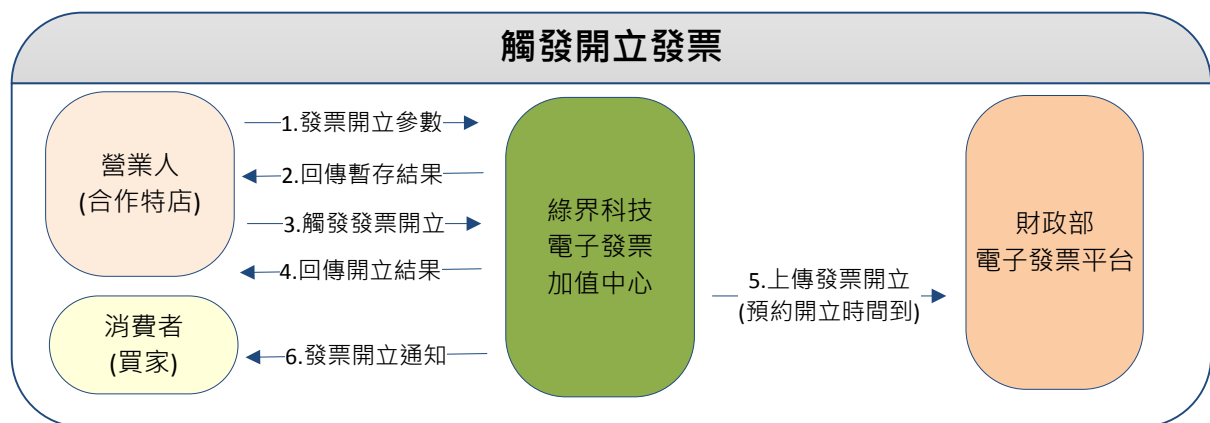 觸發開立發票
營業人
(合作特店)
1.發票開立參數
2.回傳暫存結果
3.觸發發票開立
4.回傳開立結果
消費者
(買家)
6.發票開立通知
綠界科技
電子發票
加值中心
5.上傳發票開立
(預約開立時間到)
財政部
電子發票平台